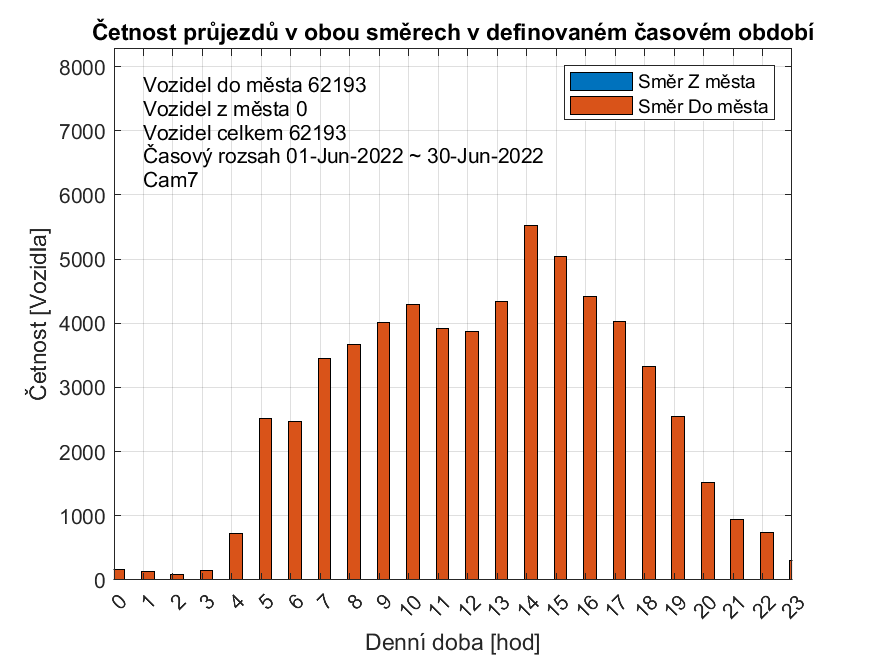 Četnost průjezdů v obou směrech v definovaném časovém období
Vozidel do města 62193
Vozidel z města 0
Vozidel celkem 62193
Časový rozsah 01-Jun-2022 ~ 30-Jun-2022
Cam7
Směr Z města
Směr Do města
Četnost [Vozidla]
8000
7000
6000
5000
4000
3000
2000
1000
0
0 1 2 3 4 5 6 7 8 9 10 11 12 13 14 15 16 17 18 19 20 21 22 23
Denní doba [hod]